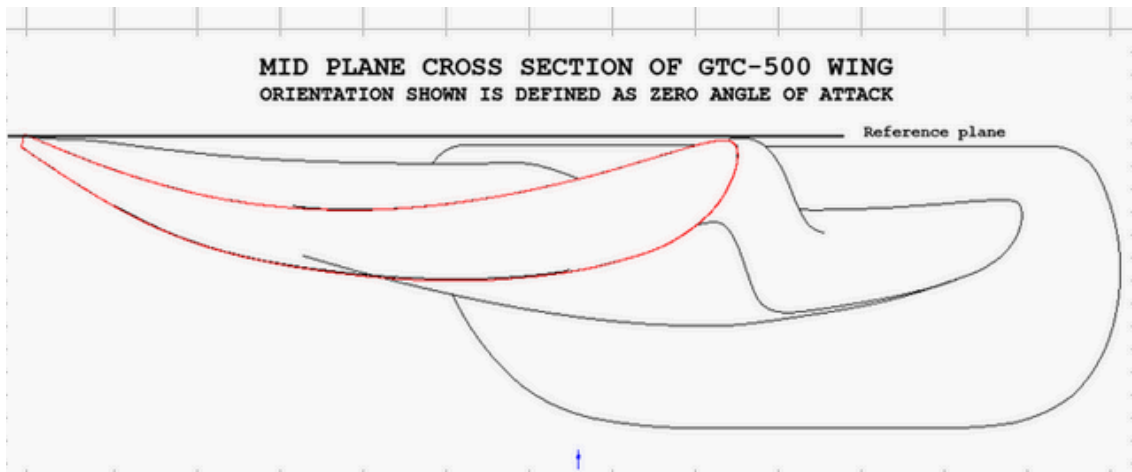 MID PLANE CROSS SECTION OF GTC-500 WING
ORIENTATION SHOWN IS DEFINED AS ZERO ANGLE OF ATTACK
Reference plane